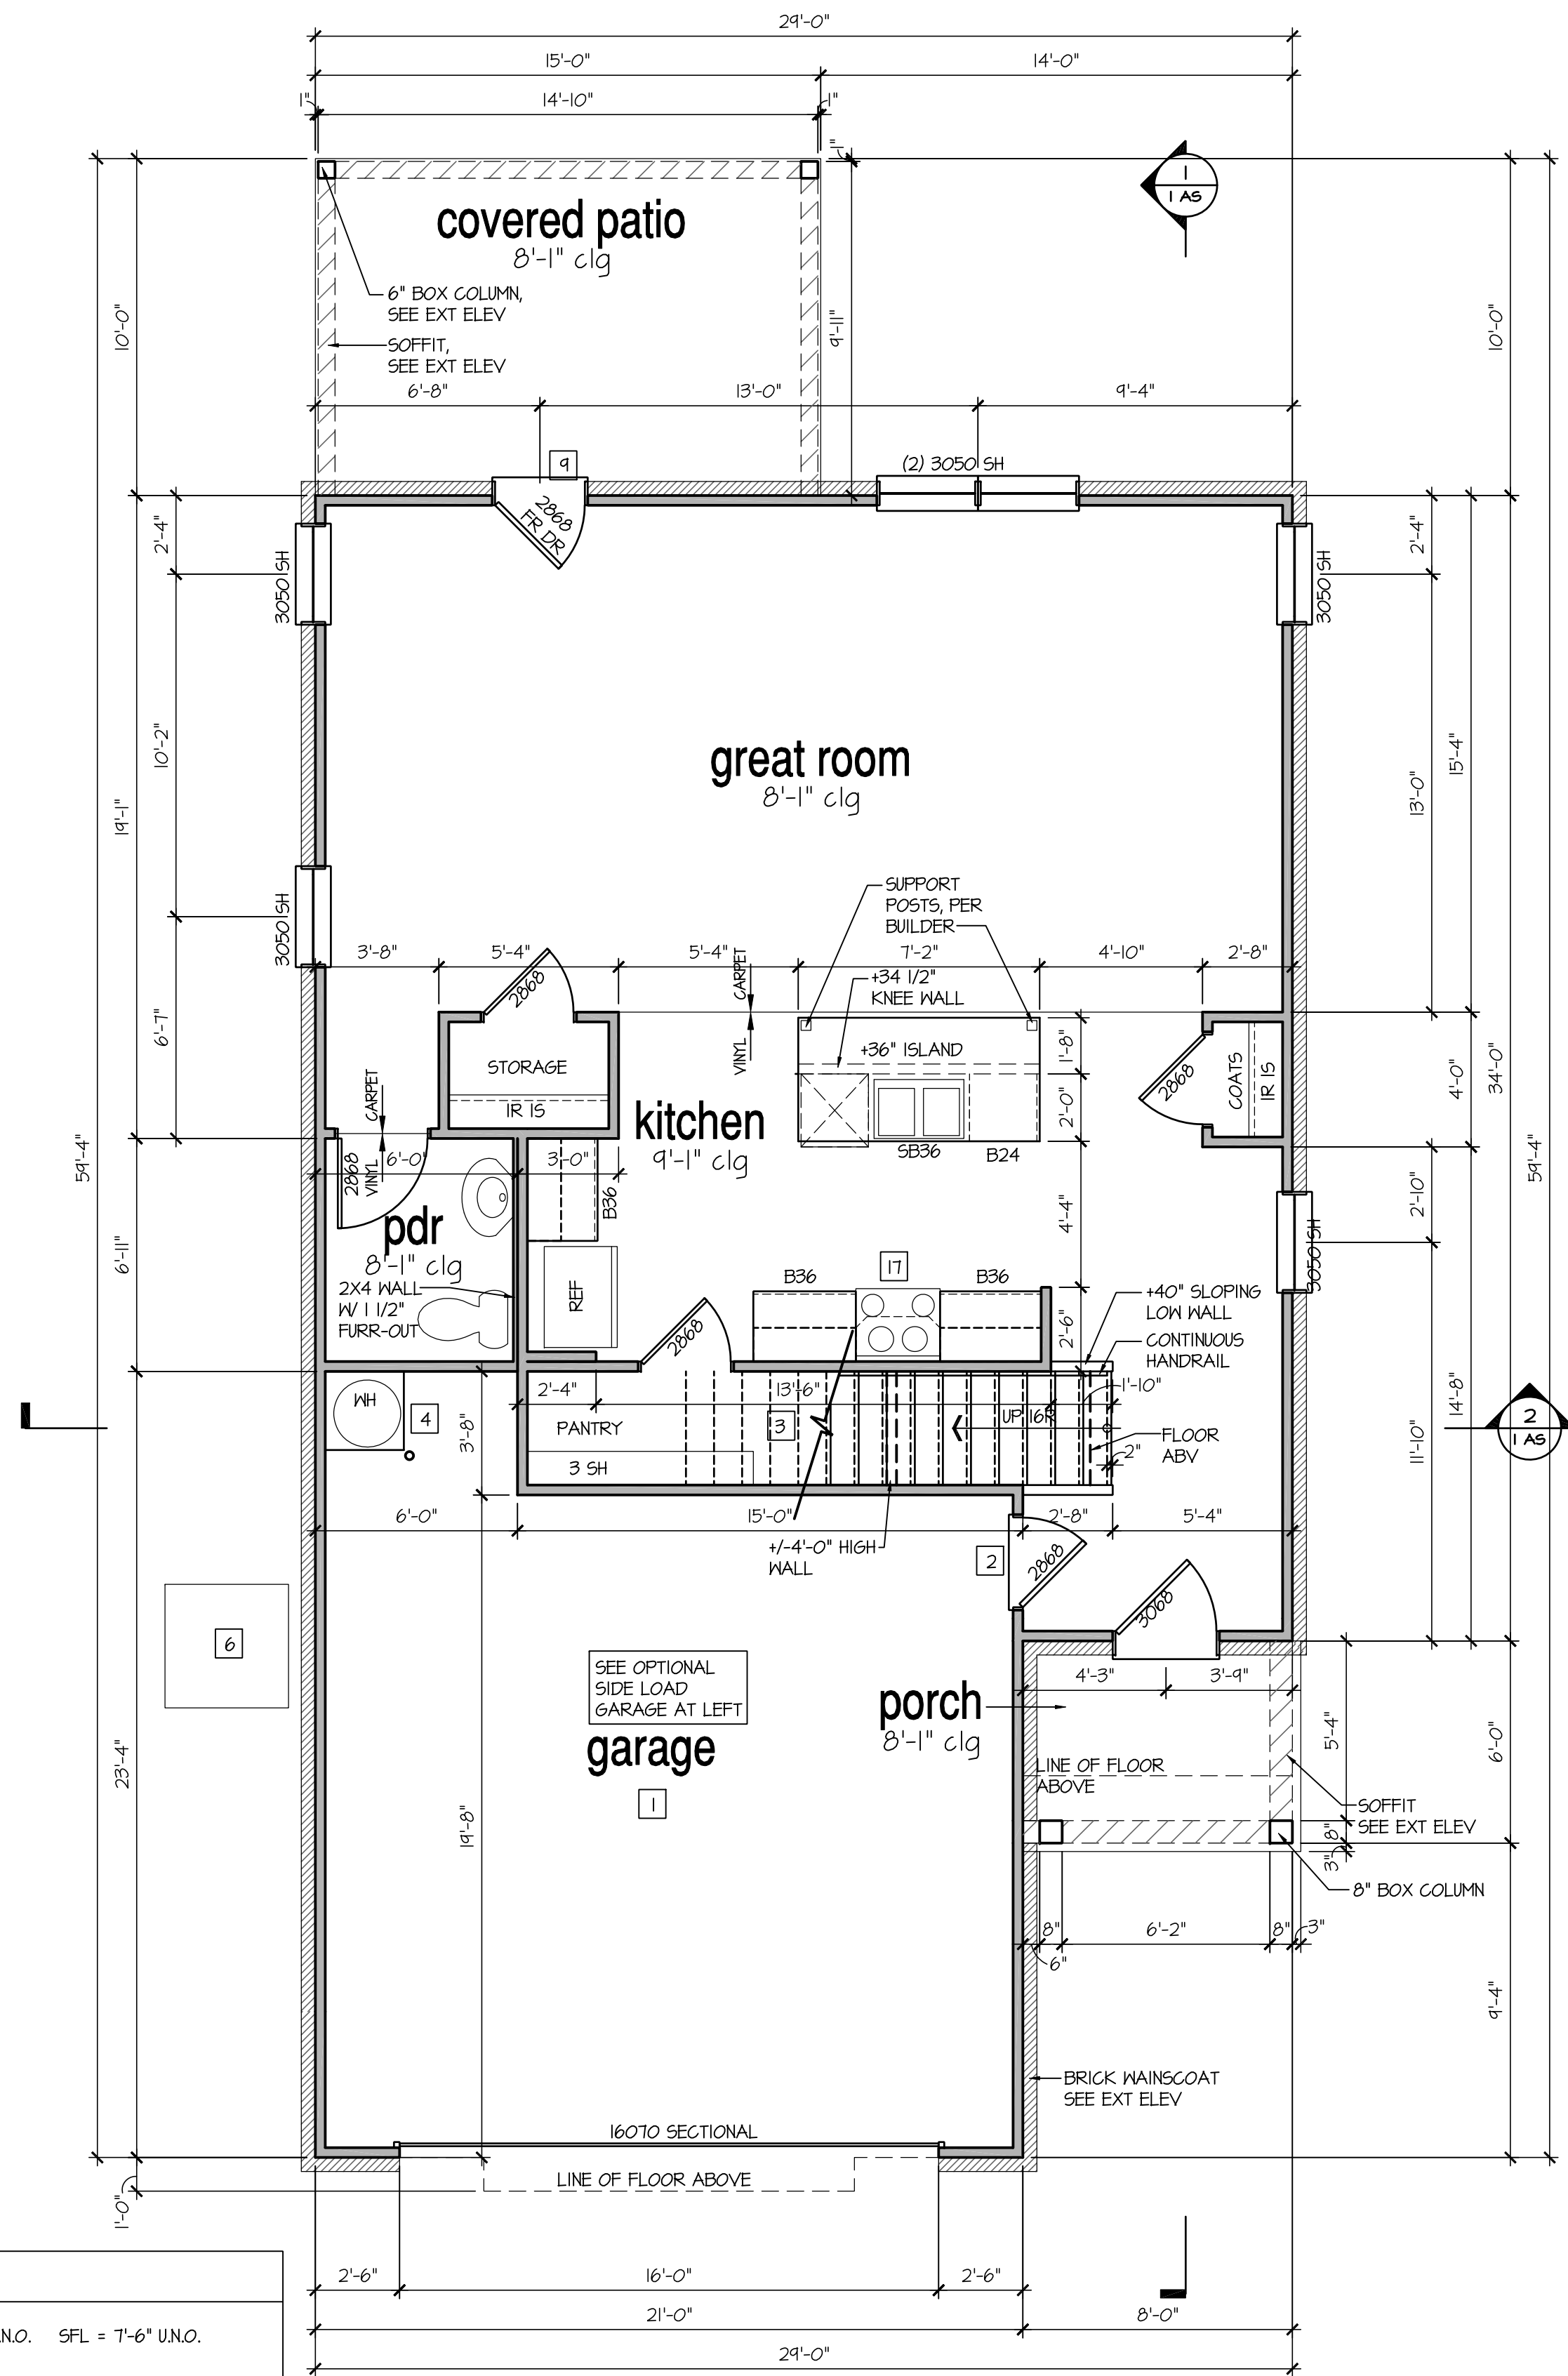 29'-0"
15'-0"
14'-0"
1"
14'-10"
1"
1"
1
1 AS
covered patio
8'-1" clg
6" BOX COLUMN,
SEE EXT ELEV
SOFFIT,
SEE EXT ELEV
10'-0"
9'-11"
10'-0"
6'-8"
13'-0"
9'-4"
9
(2) 3050 SH
2868
FR DR
2'-4"
3050 SH
3050 SH
2'-4"
10'-2"
19'-1"
great room
8'-1" clg
13'-0"
15'-4"
SUPPORT
POSTS, PER
BUILDER
3050 SH
3'-8"
5'-4"
5'-4"
7'-2"
4'-10"
2'-8"
CARPET
VINYL
+34 1/2"
KNEE WALL
2868
6'-7"
STORAGE
1R 1S
+36" ISLAND
1'-8"
2'-0"
2868
COATS
1R 1S
4'-0"
34'-0"
CARPET
VINYL
kitchen
9'-1" clg
SB36
B24
59'-4"
59'-4"
2868
6'-0"
3'-0"
B36
pdr
8'-1" clg
6'-11"
2X4 WALL
W/ 1 1/2"
FURR-OUT
REF
4'-4"
2'-10"
3050 SH
B36
17
B36
+40" SLOPING
LOW WALL
CONTINUOUS
HANDRAIL
2868
2'-6"
WH
4
3'-8"
2'-4"
13'-6"
1'-10"
PANTRY
3
UP 16R
FLOOR
ABV
2"
3 SH
14'-8"
11'-10"
2
1 AS
6'-0"
15'-0"
2'-8"
5'-4"
+/-4'-0" HIGH
WALL
2
2868
3068
6
SEE OPTIONAL
SIDE LOAD
GARAGE AT LEFT
garage
1
porch
8'-1" clg
4'-3"
3'-9"
LINE OF FLOOR
ABOVE
5'-4"
6'-0"
SOFFIT
SEE EXT ELEV
8"
3"
8" BOX COLUMN
23'-4"
19'-8"
8"
6'-2"
8"
3"
6"
9'-4"
BRICK WAINSCOAT
SEE EXT ELEV
16070 SECTIONAL
LINE OF FLOOR ABOVE
1'-0"
2'-6"
16'-0"
2'-6"
21'-0"
8'-0"
29'-0"
.N.O. SFL = 7'-6" U.N.O.